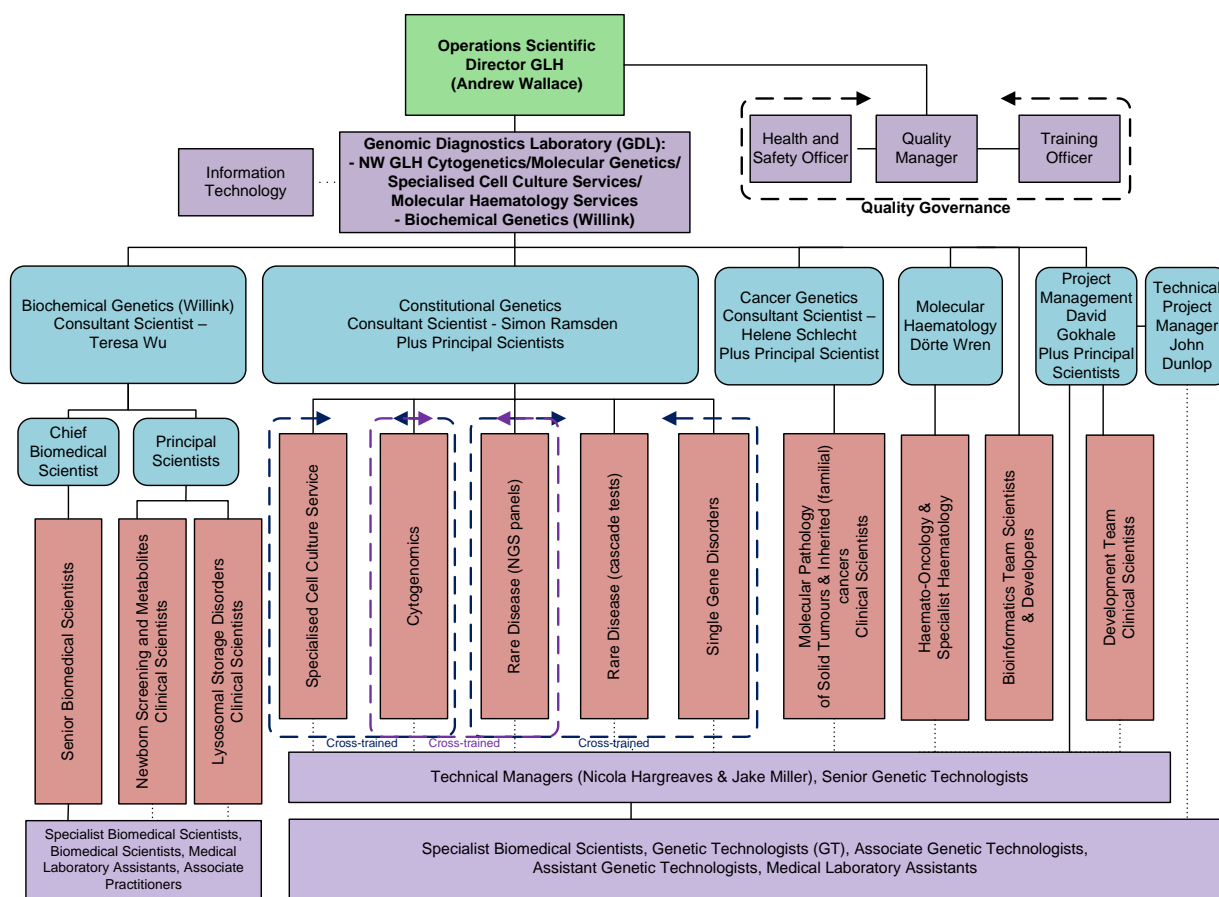 Operations Scientific
Director GLH
(Andrew Wallace)
Health and
Safety Officer
Quality
Manager
Training
Officer
Quality Governance
Information
Technology
Genomic Diagnostics Laboratory (GDL):
- NW GLH Cytogenetics/Molecular Genetics/
Specialised Cell Culture Services/
Molecular Haematology Services
- Biochemical Genetics (Willink)
Biochemical Genetics (Willink)
Consultant Scientist –
Teresa Wu
Constitutional Genetics
Consultant Scientist - Simon Ramsden
Plus Principal Scientists
Cancer Genetics
Consultant Scientist –
Helene Schlecht
Plus Principal Scientist
Molecular
Haematology
Dörte Wren
Project
Management
David
Gokhale
Plus Principal
Scientists
Technical
Project
Manager
John
Dunlop
Chief
Biomedical
Scientist
Principal
Scientists
Senior Biomedical Scientists
Newborn Screening and Metabolites
Clinical Scientists
Lysosomal Storage Disorders
Clinical Scientists
Specialised Cell Culture Service
Cytogenomics
Rare Disease (NGS panels)
Rare Disease (cascade tests)
Single Gene Disorders
Molecular Pathology
of Solid Tumours & Inherited (familial)
cancers
Clinical Scientists
Haemato-Oncology &
Specialist Haematology
Bioinformatics Team Scientists
& Developers
Development Team
Clinical Scientists
Cross-trained
Cross-trained
Cross-trained
Technical Managers (Nicola Hargreaves & Jake Miller), Senior Genetic Technologists
Specialist Biomedical Scientists,
Biomedical Scientists, Medical
Laboratory Assistants, Associate
Practitioners
Specialist Biomedical Scientists, Genetic Technologists (GT), Associate Genetic Technologists,
Assistant Genetic Technologists, Medical Laboratory Assistants